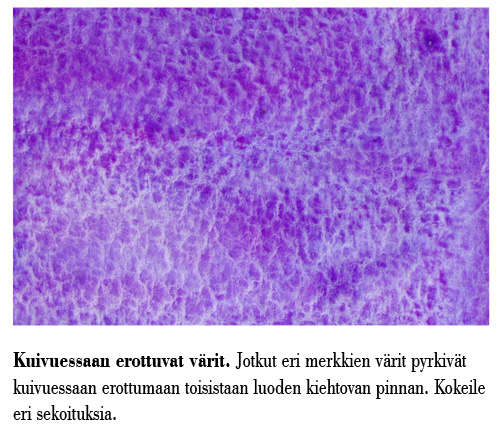 Kuivuessaan erottuvat värit. Jotkut eri merkkien värit pyrkivät
kuivuessaan erottumaan toisistaan luoden kiehtovan pinnan. Kokeile
eri sekoituksia.